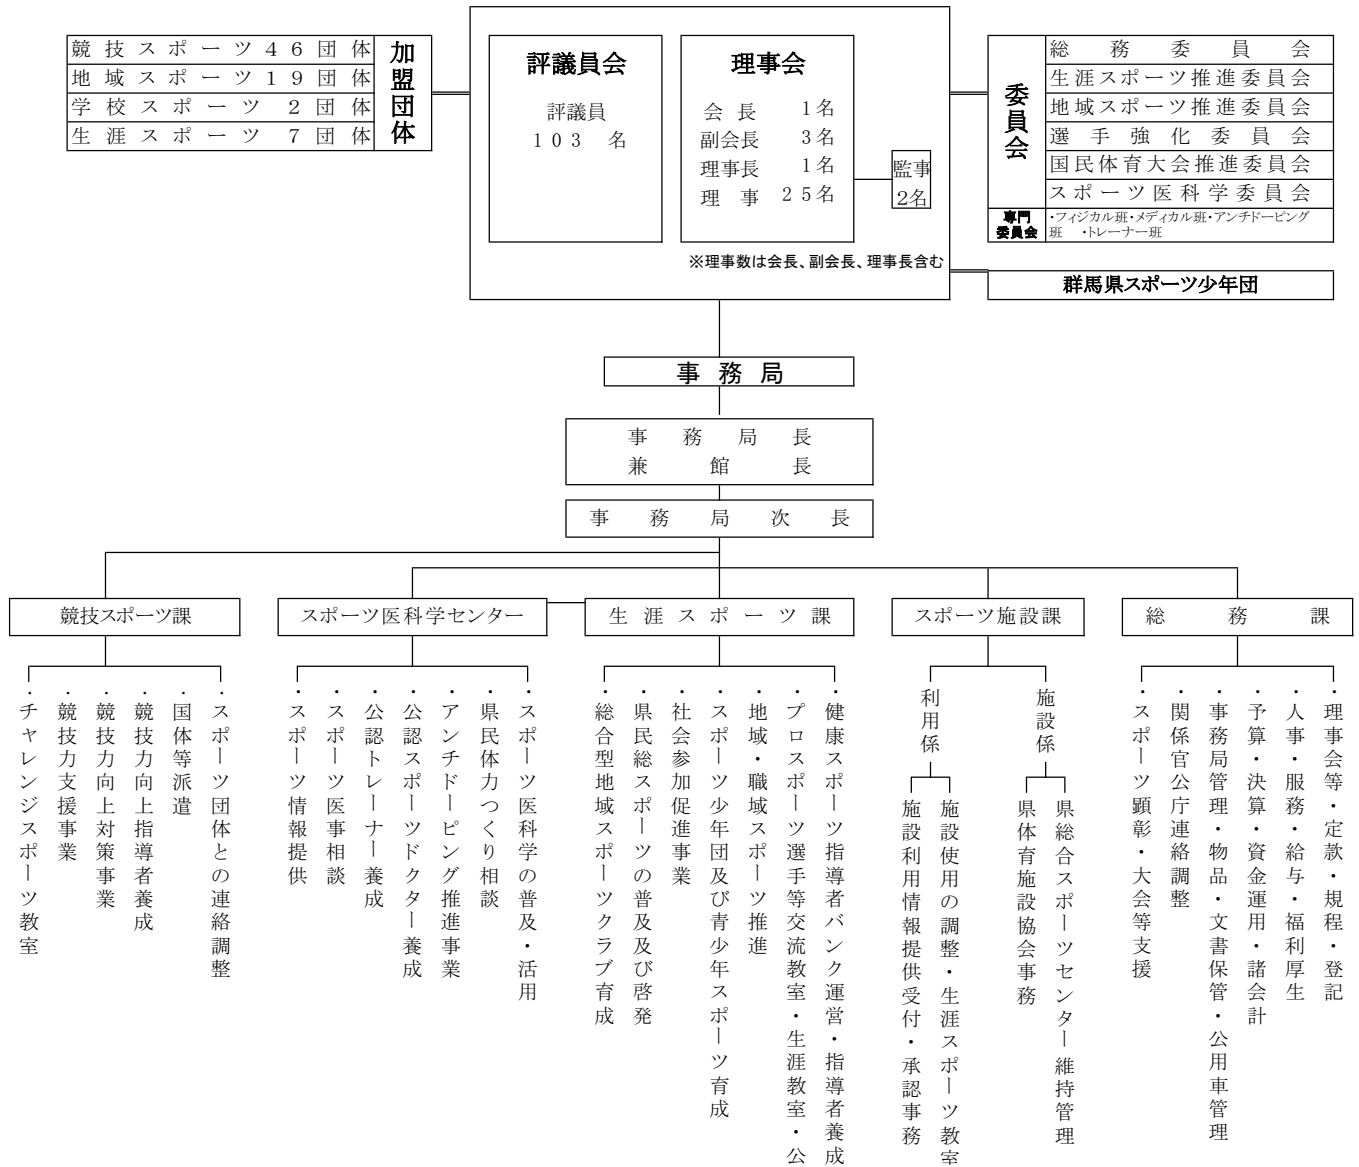 競技スポーツ46団体
地域スポーツ19団体
学校スポーツ 2団体
生涯スポーツ 7団体
加盟団体
評議員会
評議員
103 名
理事会
会 長 1名
副会長 3名
理事長 1名
理 事 25名
監事
2名
※理事数は会長、副会長、理事長含む
委員会
総務委員会
生涯スポーツ推進委員会
地域スポーツ推進委員会
選手強化委員会
国民体育大会推進委員会
スポーツ医科学委員会
専門
委員会
・フィジカル班・メディカル班・アンチドーピング
班 ・トレーナー班
群馬県スポーツ少年団
事 務 局
事 務 局 長
兼 館 長
事 務 局 次 長
競技スポーツ課
スポーツ医科学センター
生 涯 ス ポ ー ツ 課
スポーツ施設課
総 務 課
・スポーツ団体との連絡調整
・国体等派遣
・競技力向上指導者養成
・競技力向上対策事業
・競技力支援事業
・チャレンジスポーツ教室
・スポーツ医科学の普及・活用
・県民体力つくり相談
・アンチドーピング推進事業
・公認スポーツドクター養成
・公認トレーナー養成
・スポーツ医事相談
・スポーツ情報提供
・健康スポーツ指導者バンク運営・指導者養成
・プロスポーツ選手等交流教室・生涯教室・公
・地域・職域スポーツ推進
・スポーツ少年団及び青少年スポーツ育成
・社会参加促進事業
・県民総スポーツの普及及び啓発
・総合型地域スポーツクラブ育成
施設係
・県総合スポーツセンター維持管理
・県体育施設協会事務
利用係
・施設使用の調整・生涯スポーツ教室
・施設利用情報提供受付・承認事務
・理事会等・定款・規程・登記
・人事・服務・給与・福利厚生
・予算・決算・資金運用・諸会計
・事務局管理・物品・文書保管・公用車管理
・関係官公庁連絡調整
・スポーツ顕彰・大会等支援